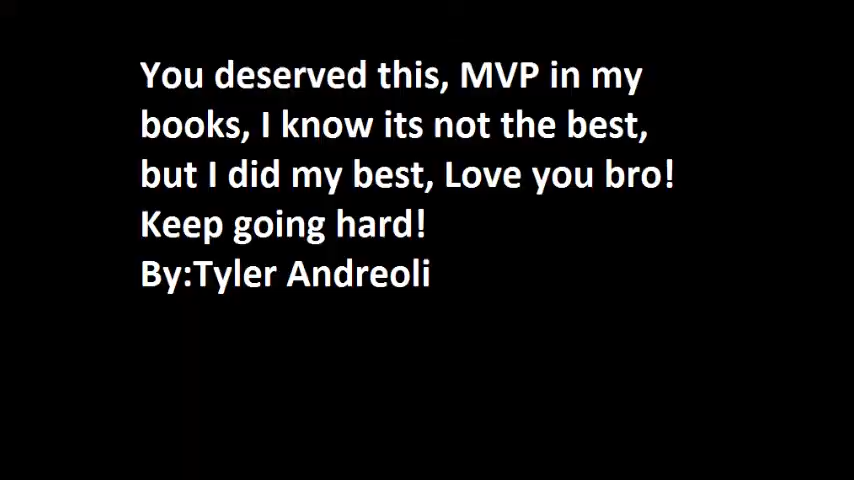 You deserved this, MVP in my
books, I know its not the best,
but I did my best, Love you bro!
Keep going hard!
By:Tyler Andreoli